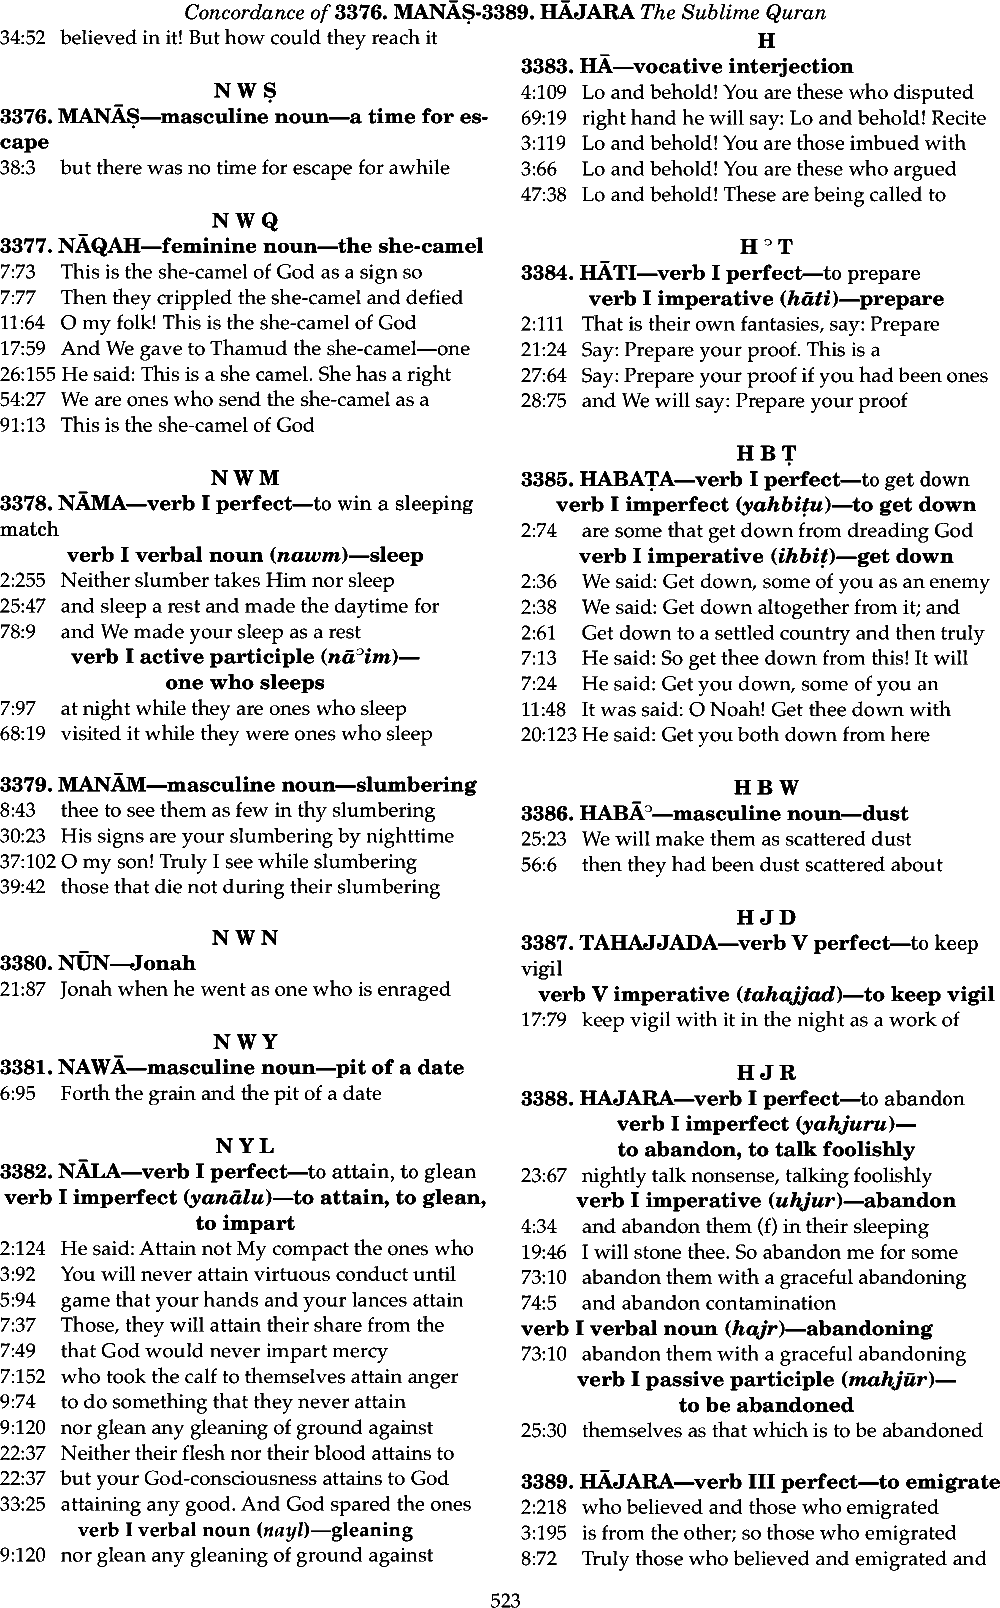 Concordance of 3376. MANĀṢ-3389. HĀJARA The Sublime Quran
34:52 believed in it! But how could they reach it
N W Ṣ
3376. MANĀṢ—masculine noun—a time for es-
cape
38:3 but there was no time for escape for awhile
N W Q
3377. NĀQAH—feminine noun—the she-camel
7:73 This is the she-camel of God as a sign so
7:77 Then they crippled the she-camel and defied
11:64 O my folk! This is the she-camel of God
17:59 And We gave to Thamud the she-camel—one
26:155 He said: This is a she camel. She has a right
54:27 We are ones who send the she-camel as a
91:13 This is the she-camel of God
N W M
3378. NĀMA—verb I perfect—to win a sleeping
match
verb I verbal noun (nawm)—sleep
2:255 Neither slumber takes Him nor sleep
25:47 and sleep a rest and made the daytime for
78:9 and We made your sleep as a rest
verb I active participle (nāᵓim)—
one who sleeps
7:97 at night while they are ones who sleep
68:19 visited it while they were ones who sleep
3379. MANĀM—masculine noun—slumbering
8:43 thee to see them as few in thy slumbering
30:23 His signs are your slumbering by nighttime
37:102 O my son! Truly I see while slumbering
39:42 those that die not during their slumbering
N W N
3380. NŪN—Jonah
21:87 Jonah when he went as one who is enraged
N W Y
3381. NAWĀ—masculine noun—pit of a date
6:95 Forth the grain and the pit of a date
N Y L
3382. NĀLA—verb I perfect—to attain, to glean
verb I imperfect (yanālu)—to attain, to glean,
to impart
2:124 He said: Attain not My compact the ones who
3:92 You will never attain virtuous conduct until
5:94 game that your hands and your lances attain
7:37 Those, they will attain their share from the
7:49 that God would never impart mercy
7:152 who took the calf to themselves attain anger
9:74 to do something that they never attain
9:120 nor glean any gleaning of ground against
22:37 Neither their flesh nor their blood attains to
22:37 but your God-consciousness attains to God
33:25 attaining any good. And God spared the ones
verb I verbal noun (nayl)—gleaning
9:120 nor glean any gleaning of ground against
H
3383. HĀ—vocative interjection
4:109 Lo and behold! You are these who disputed
69:19 right hand he will say: Lo and behold! Recite
3:119 Lo and behold! You are those imbued with
3:66 Lo and behold! You are these who argued
47:38 Lo and behold! These are being called to
H ᵓ T
3384. HĀTI—verb I perfect—to prepare
verb I imperative (hāti)—prepare
2:111 That is their own fantasies, say: Prepare
21:24 Say: Prepare your proof. This is a
27:64 Say: Prepare your proof if you had been ones
28:75 and We will say: Prepare your proof
H B Ṭ
3385. HABAṬA—verb I perfect—to get down
verb I imperfect (yahbiṭu)—to get down
2:74 are some that get down from dreading God
verb I imperative (ihbiṭ)—get down
2:36 We said: Get down, some of you as an enemy
2:38 We said: Get down altogether from it; and
2:61 Get down to a settled country and then truly
7:13 He said: So get thee down from this! It will
7:24 He said: Get you down, some of you an
11:48 It was said: O Noah! Get thee down with
20:123 He said: Get you both down from here
H B W
3386. HABĀᵓ—masculine noun—dust
25:23 We will make them as scattered dust
56:6 then they had been dust scattered about
H J D
3387. TAHAJJADA—verb V perfect—to keep
vigil
verb V imperative (tahajjad)—to keep vigil
17:79 keep vigil with it in the night as a work of
H J R
3388. HAJARA—verb I perfect—to abandon
verb I imperfect (yahjuru)—
to abandon, to talk foolishly
23:67 nightly talk nonsense, talking foolishly
verb I imperative (uhjur)—abandon
4:34 and abandon them (f) in their sleeping
19:46 I will stone thee. So abandon me for some
73:10 abandon them with a graceful abandoning
74:5 and abandon contamination
verb I verbal noun (hajr)—abandoning
73:10 abandon them with a graceful abandoning
verb I passive participle (mahjūr)—
to be abandoned
25:30 themselves as that which is to be abandoned
3389. HĀJARA—verb III perfect—to emigrate
2:218 who believed and those who emigrated
3:195 is from the other; so those who emigrated
8:72 Truly those who believed and emigrated and
523